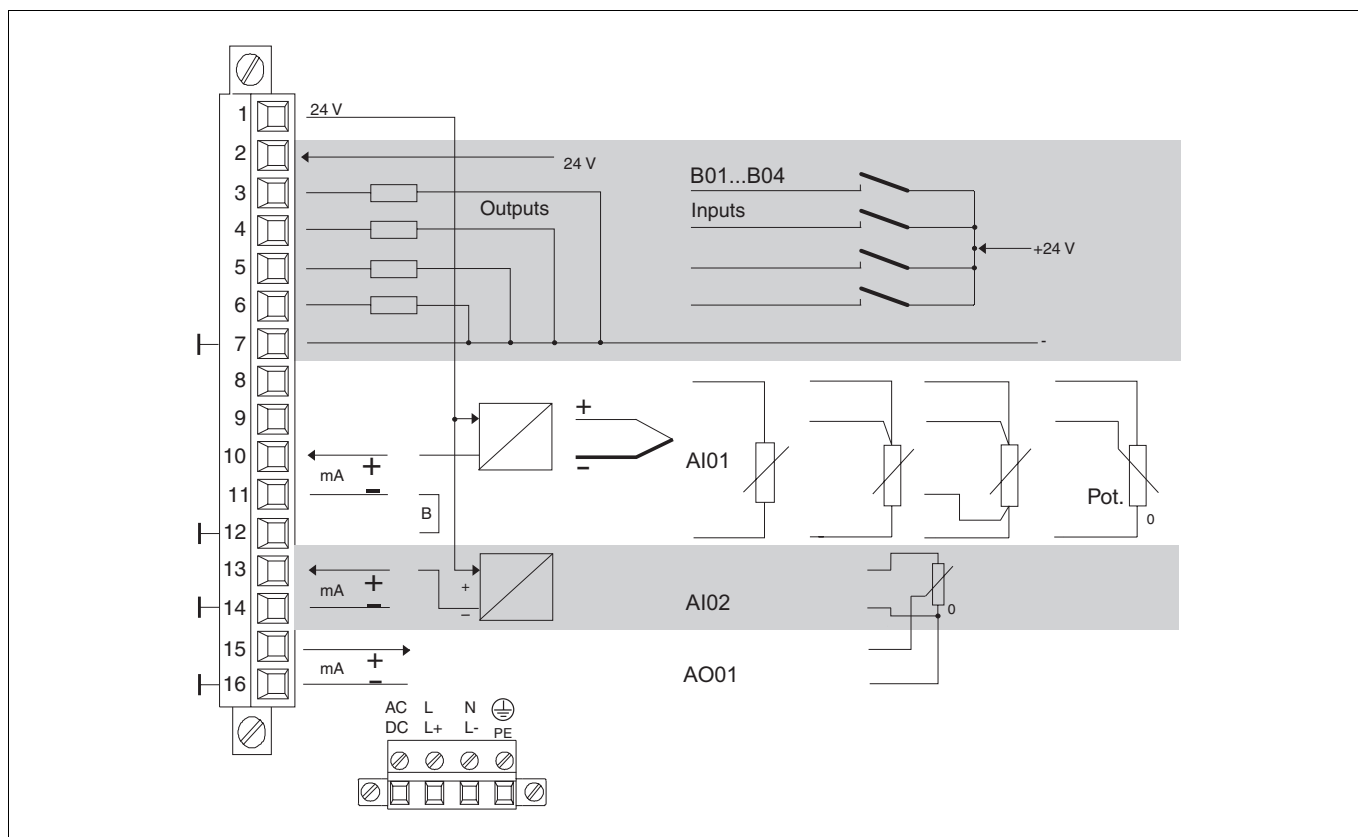 1 24 V
2 24 V
B01...B04
3
Outputs Inputs
4
+24 V
5
6
7 -
8
9 +
10 - AI01
mA +
-
11 Pot.
B 0
12 -
13
mA + +
- -
14 AI02 0
15
mA + AO01
-
16
AC L N
DC L+ L- PE